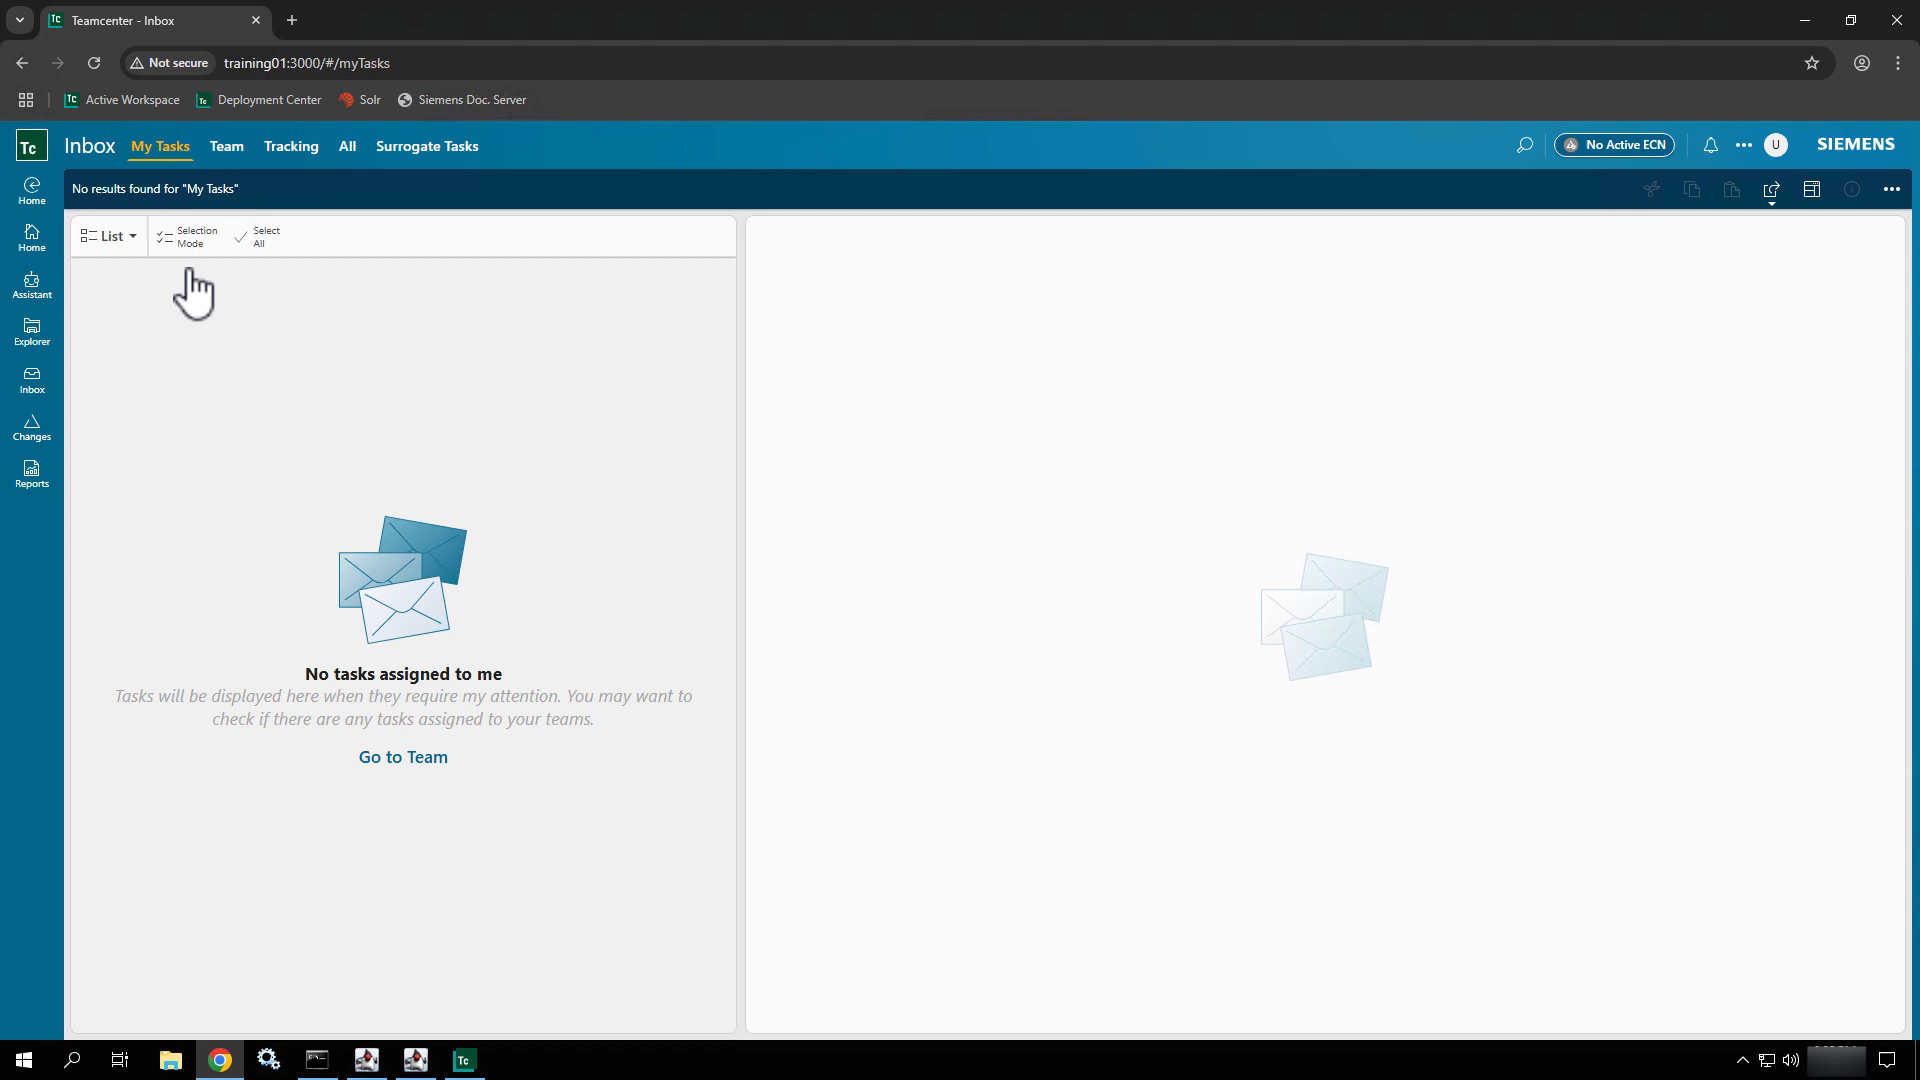 Teamcenter - Inbox
Not secure training01:3000/#/myTasks
Active Workspace Deployment Center Solr Siemens Doc. Server
Tc Inbox My Tasks Team Tracking All Surrogate Tasks No Active ECN U SIEMENS
No results found for "My Tasks"
Home
Home
Assistant
Explorer
Inbox
Changes
Reports
List Selection Mode Select All
No tasks assigned to me
Tasks will be displayed here when they require my attention. You may want to
check if there are any tasks assigned to your teams.
Go to Team
Tc